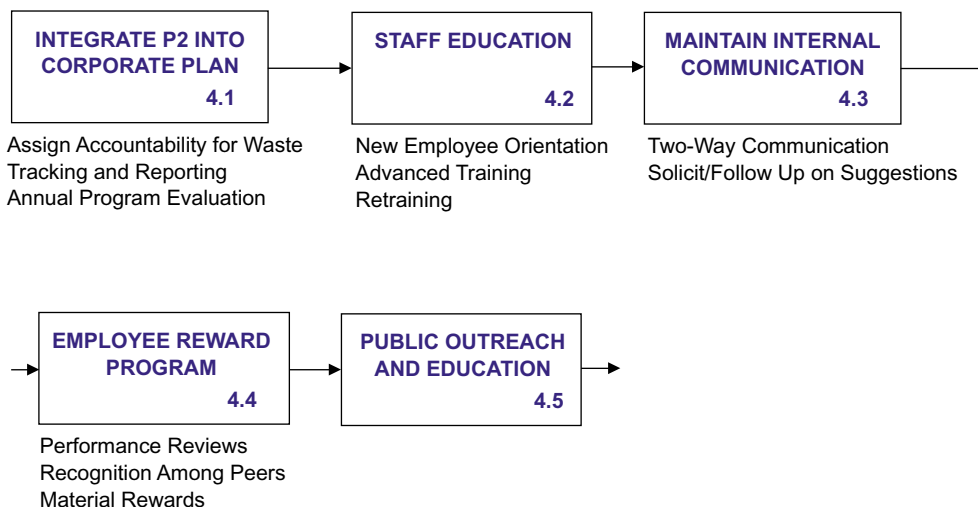 INTEGRATE P2 INTO
CORPORATE PLAN
4.1
Assign Accountability for Waste
Tracking and Reporting
Annual Program Evaluation
STAFF EDUCATION
4.2
New Employee Orientation
Advanced Training
Retraining
MAINTAIN INTERNAL
COMMUNICATION
4.3
Two-Way Communication
Solicit/Follow Up on Suggestions
EMPLOYEE REWARD
PROGRAM
4.4
Performance Reviews
Recognition Among Peers
Material Rewards
PUBLIC OUTREACH
AND EDUCATION
4.5